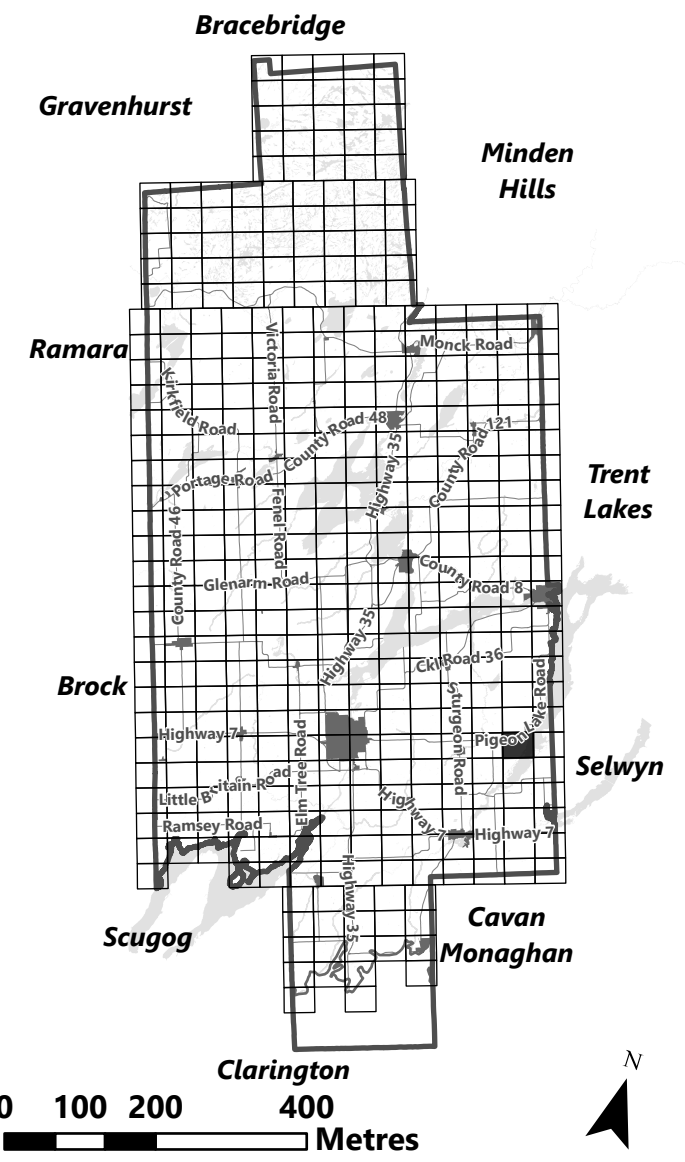 Bracebridge
Gravenhurst
Minden
Hills
Ramara
Monck Road
Victoria Road
Kirkfield Road
County Road 48
County Road 121
Highway 35
Portage Road
Trent
Lakes
Fenel Road
County Road 46
Glenarm Road
County Road 8
Highway 35
Ckl Road 36
Brock
Sturgeon Road
Pigeon Lake Road
Highway 7
Elm Tree Road
Selwyn
Little Britain Road
Highway 7
Ramsey Road
Highway 7
Highway 35
Scugog
Cavan
Monaghan
Clarington
N
0 100 200 400
Metres